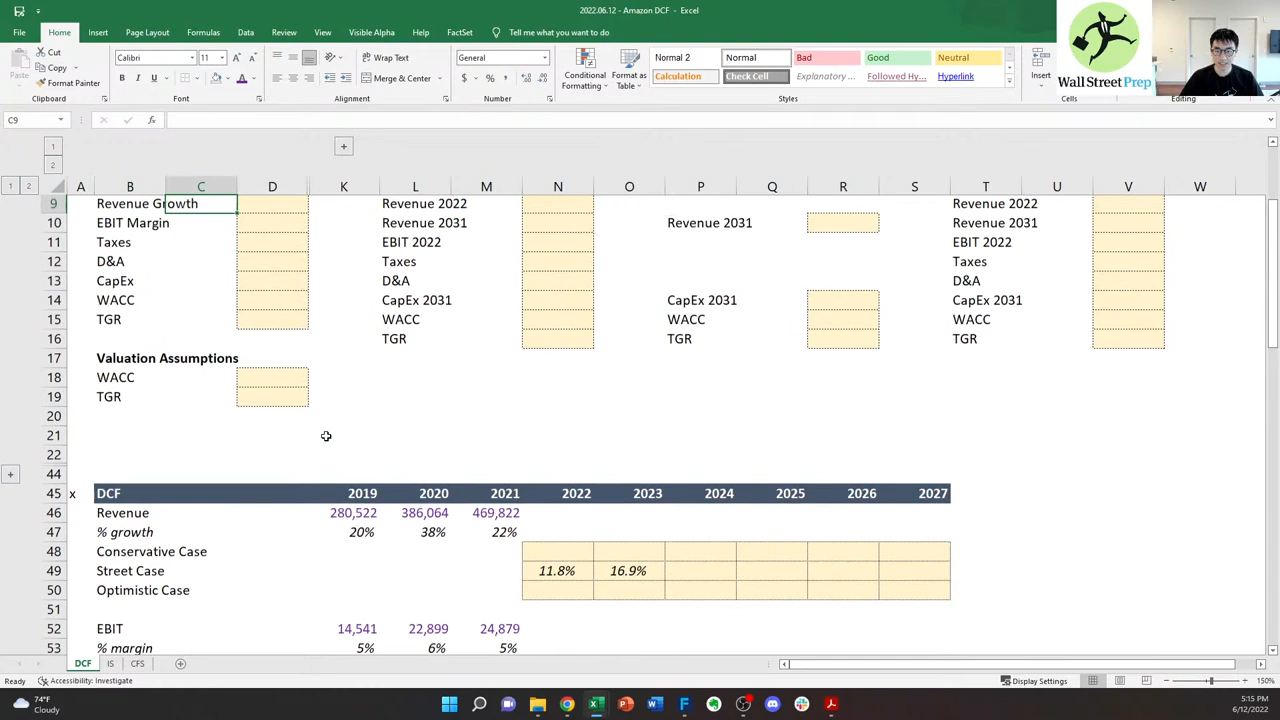 2022.06.12 - Amazon DCF - Excel
File Home Insert Page Layout Formulas Data Review View Visible Alpha Help FactSet Tell me what you want to do
Cut
Copy
Format Painter
Paste
Clipboard
Calibri 11
B I U
Font
Wrap Text
Merge & Center
Alignment
General
$ % ,
Number
Conditional Formatting
Format as Table
Normal 2 Normal Bad Good Neutral
Calculation Check Cell Explanatory ... Followed Hy... Hyperlink
Styles
Insert
Cells
Editing
Wall Street Prep
C9 fx
1
2
1 2 A B C D K L M N O P Q R S T U V W
9 Revenue Growth Revenue 2022 Revenue 2022
10 EBIT Margin Revenue 2031 Revenue 2031 Revenue 2031
11 Taxes EBIT 2022 EBIT 2022
12 D&A Taxes Taxes
13 CapEx D&A D&A
14 WACC CapEx 2031 CapEx 2031 CapEx 2031
15 TGR WACC WACC WACC
16 TGR TGR TGR
17 Valuation Assumptions
18 WACC
19 TGR
20
21
22
44
45 x DCF 2019 2020 2021 2022 2023 2024 2025 2026 2027
46 Revenue 280,522 386,064 469,822
47 % growth 20% 38% 22%
48 Conservative Case
49 Street Case 11.8% 16.9%
50 Optimistic Case
51
52 EBIT 14,541 22,899 24,879
53 % margin 5% 6% 5%
DCF IS CFS
Ready Accessibility: Investigate Display Settings 150%
74°F
Cloudy
5:15 PM
6/12/2022